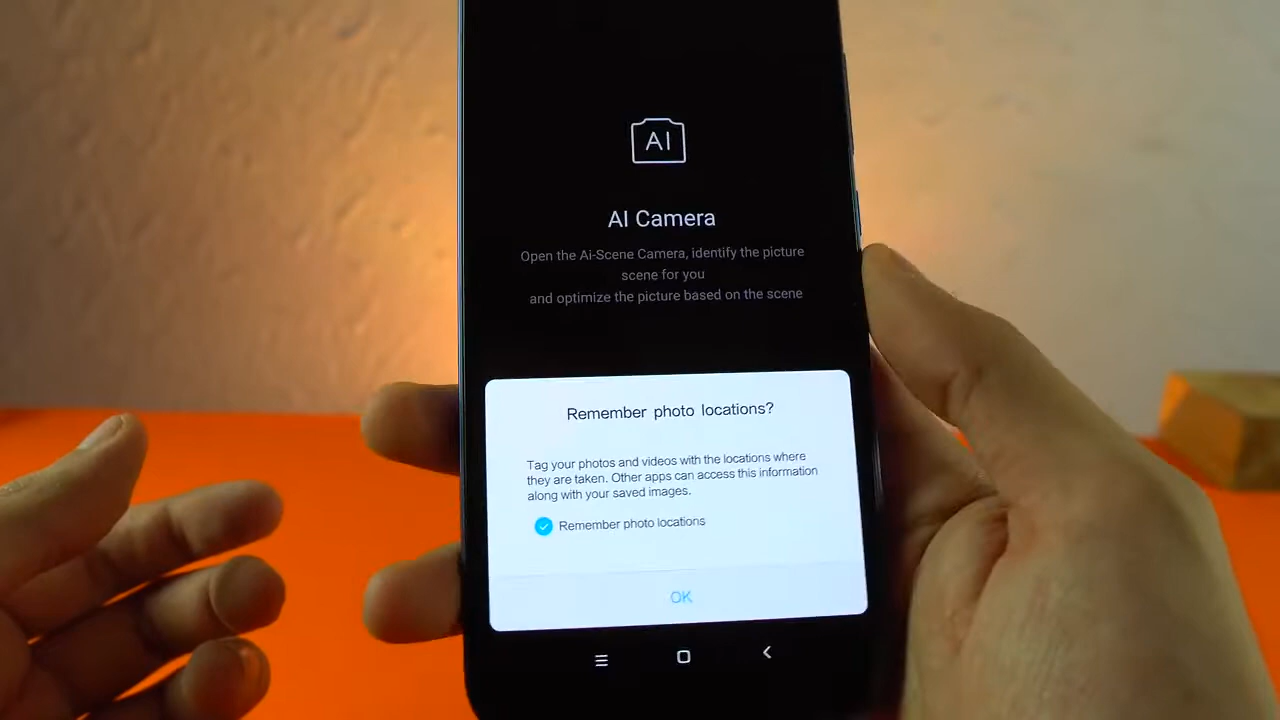 AI
AI Camera
Open the Ai-Scene Camera, identify the picture
scene for you
and optimize the picture based on the scene
Remember photo locations?
Tag your photos and videos with the locations where
they are taken. Other apps can access this information
along with your saved images.
Remember photo locations
OK